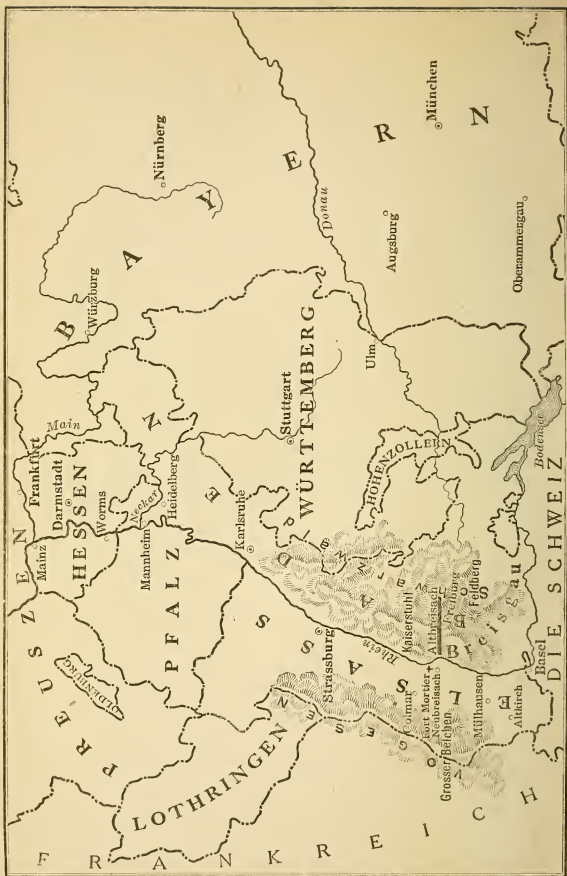 PREUSZEN
OLDENBURG
Mainz
Frankfurt
Main
Darmstadt
HESSEN
Worms
Würzburg
BAYERN
Nürnberg
PFALZ
Mannheim
Neckar
Heidelberg
LOTHRINGEN
Karlsruhe
Stuttgart
WÜRTTEMBERG
Donau
Strassburg
Rhein
ELSASS
VOGESEN
BADEN
HOHENZOLLERN
Ulm
Augsburg
München
Colmar
Kaiserstuhl
Fort Mortier
Altbreisach
Neubreisach
Freiburg
Grosser Belchen
Feldberg
Breisgau
Mülhausen
Altkirch
Basel
Bodensee
Oberammergau
FRANKREICH
DIE SCHWEIZ